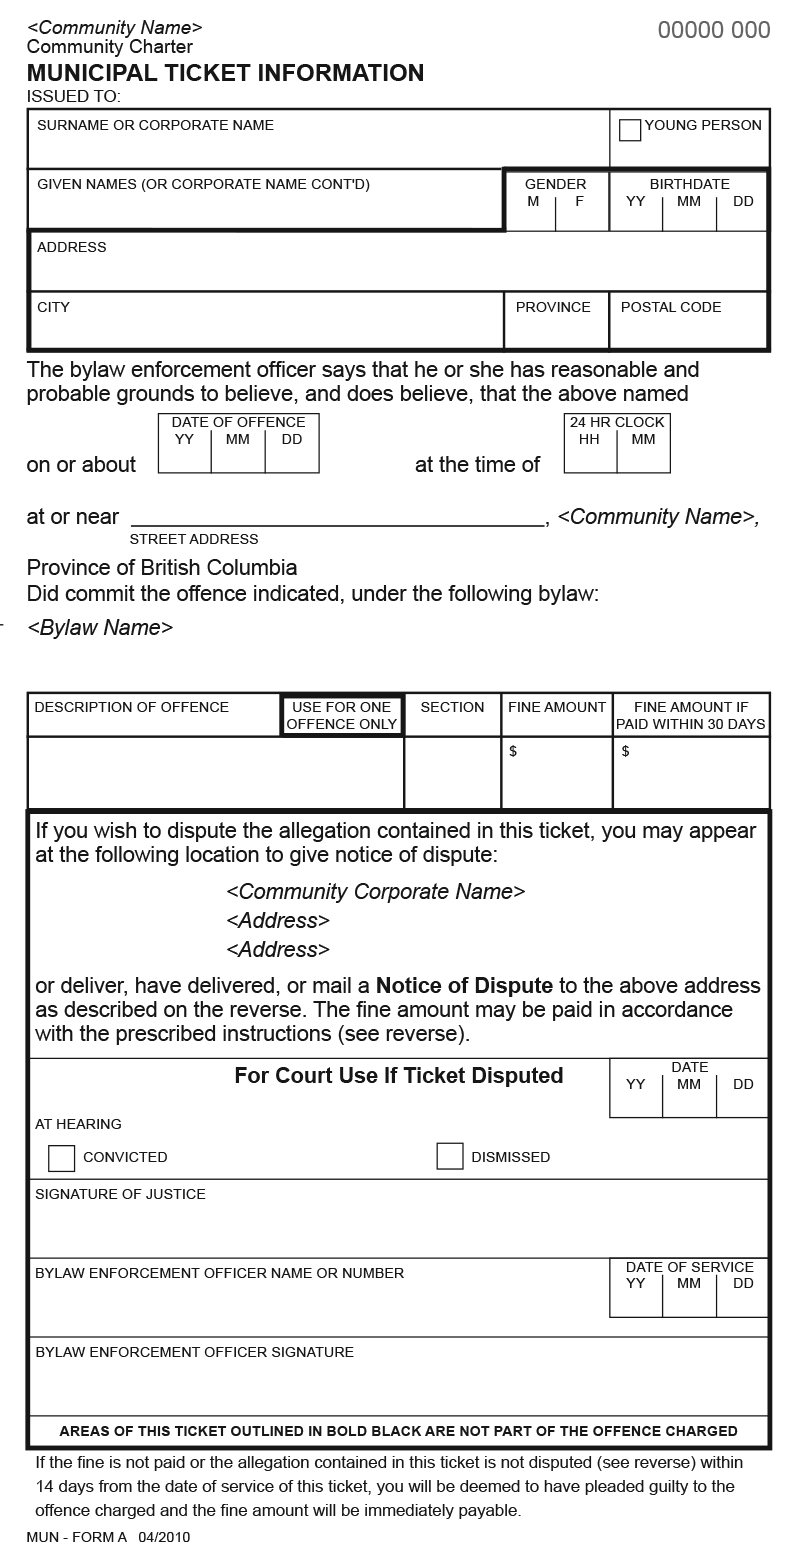 <Community Name>
00000 000
Community Charter
MUNICIPAL TICKET INFORMATION
ISSUED TO:
SURNAME OR CORPORATE NAME
YOUNG PERSON
GIVEN NAMES (OR CORPORATE NAME CONT'D)
GENDER
M F
BIRTHDATE
YY MM DD
ADDRESS
CITY
PROVINCE
POSTAL CODE
The bylaw enforcement officer says that he or she has reasonable and
probable grounds to believe, and does believe, that the above named
on or about
DATE OF OFFENCE
YY MM DD
at the time of
24 HR CLOCK
HH MM
at or near ____________________, <Community Name>,
STREET ADDRESS
Province of British Columbia
Did commit the offence indicated, under the following bylaw:
<Bylaw Name>
DESCRIPTION OF OFFENCE
USE FOR ONE
OFFENCE ONLY
SECTION
FINE AMOUNT
FINE AMOUNT IF
PAID WITHIN 30 DAYS
$
$
If you wish to dispute the allegation contained in this ticket, you may appear
at the following location to give notice of dispute:
<Community Corporate Name>
<Address>
<Address>
or deliver, have delivered, or mail a Notice of Dispute to the above address
as described on the reverse. The fine amount may be paid in accordance
with the prescribed instructions (see reverse).
For Court Use If Ticket Disputed
DATE
YY MM DD
AT HEARING
CONVICTED
DISMISSED
SIGNATURE OF JUSTICE
BYLAW ENFORCEMENT OFFICER NAME OR NUMBER
DATE OF SERVICE
YY MM DD
BYLAW ENFORCEMENT OFFICER SIGNATURE
AREAS OF THIS TICKET OUTLINED IN BOLD BLACK ARE NOT PART OF THE OFFENCE CHARGED
If the fine is not paid or the allegation contained in this ticket is not disputed (see reverse) within
14 days from the date of service of this ticket, you will be deemed to have pleaded guilty to the
offence charged and the fine amount will be immediately payable.
MUN - FORM A 04/2010